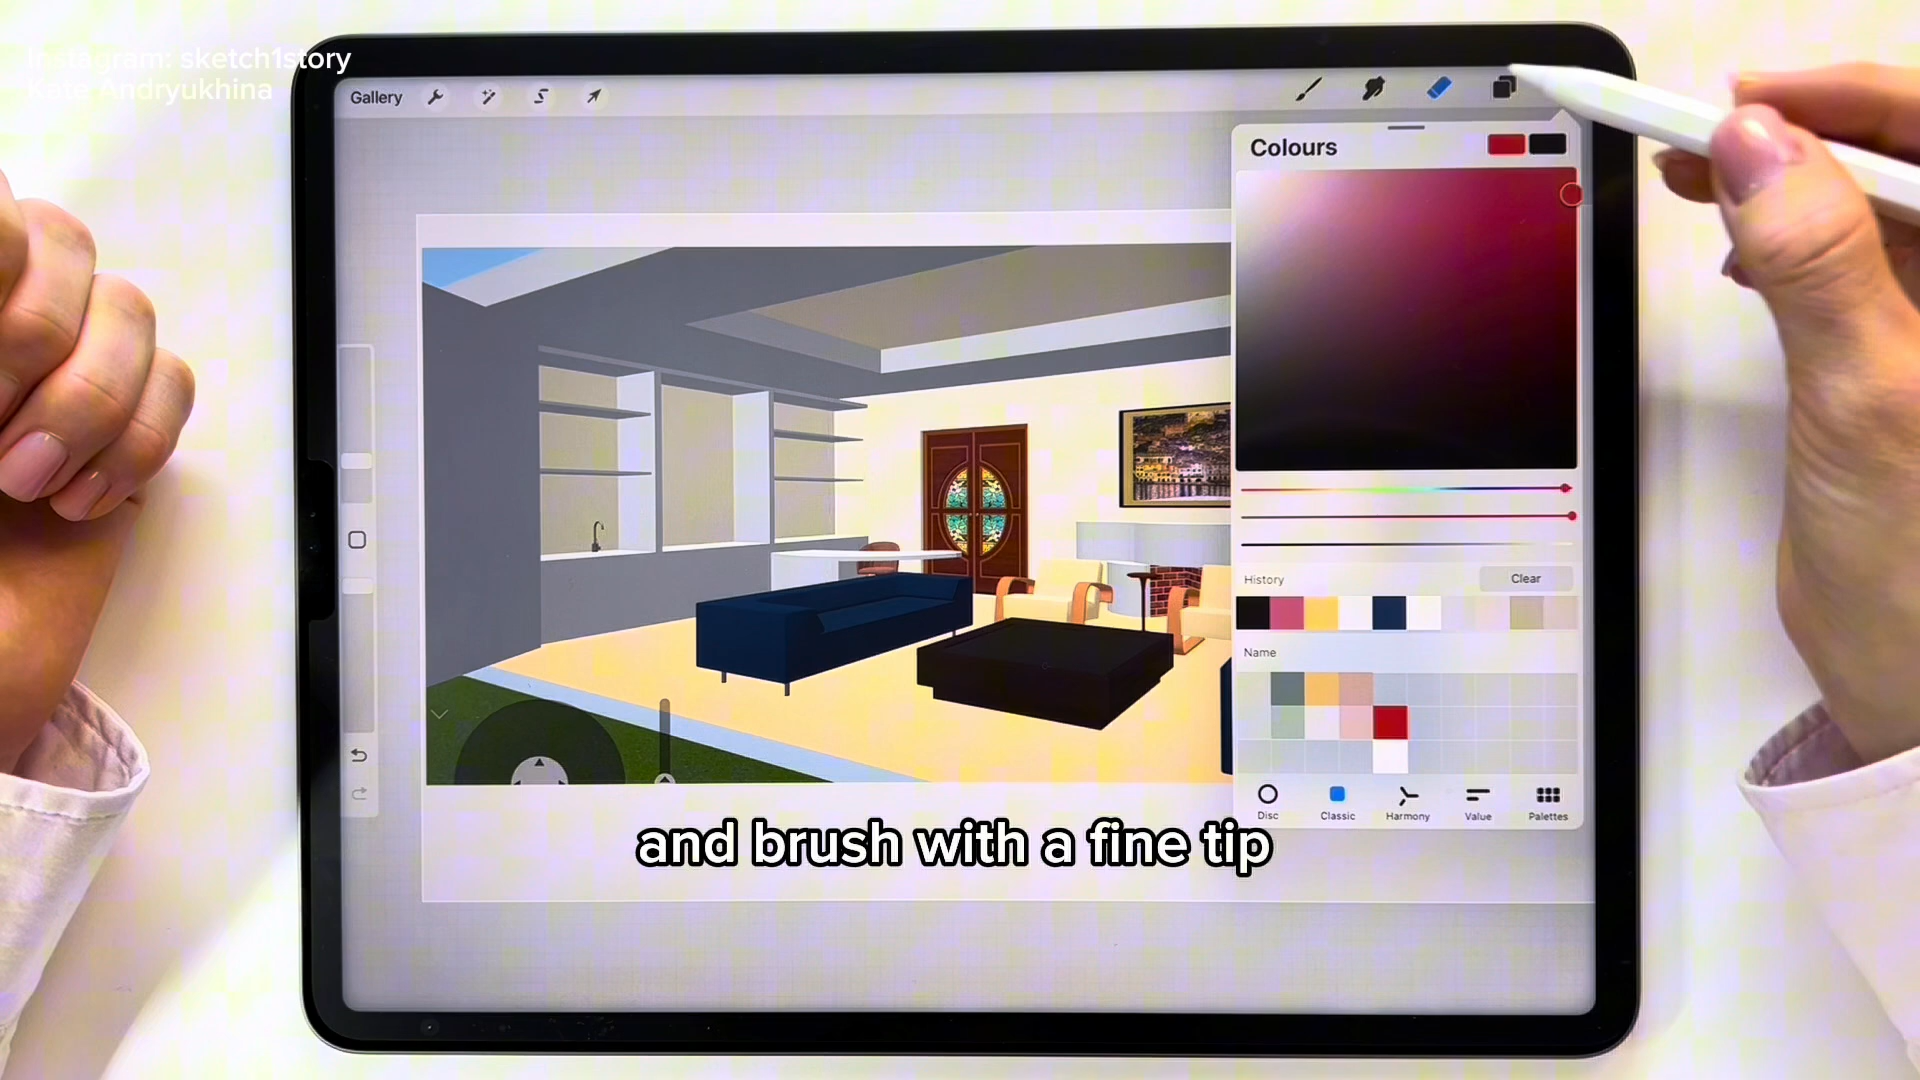 Instagram: sketch1story
Kate Andryukhina
Gallery
Colours
History
Clear
Name
Disc
Classic
Harmony
Value
Palettes
and brush with a fine tip